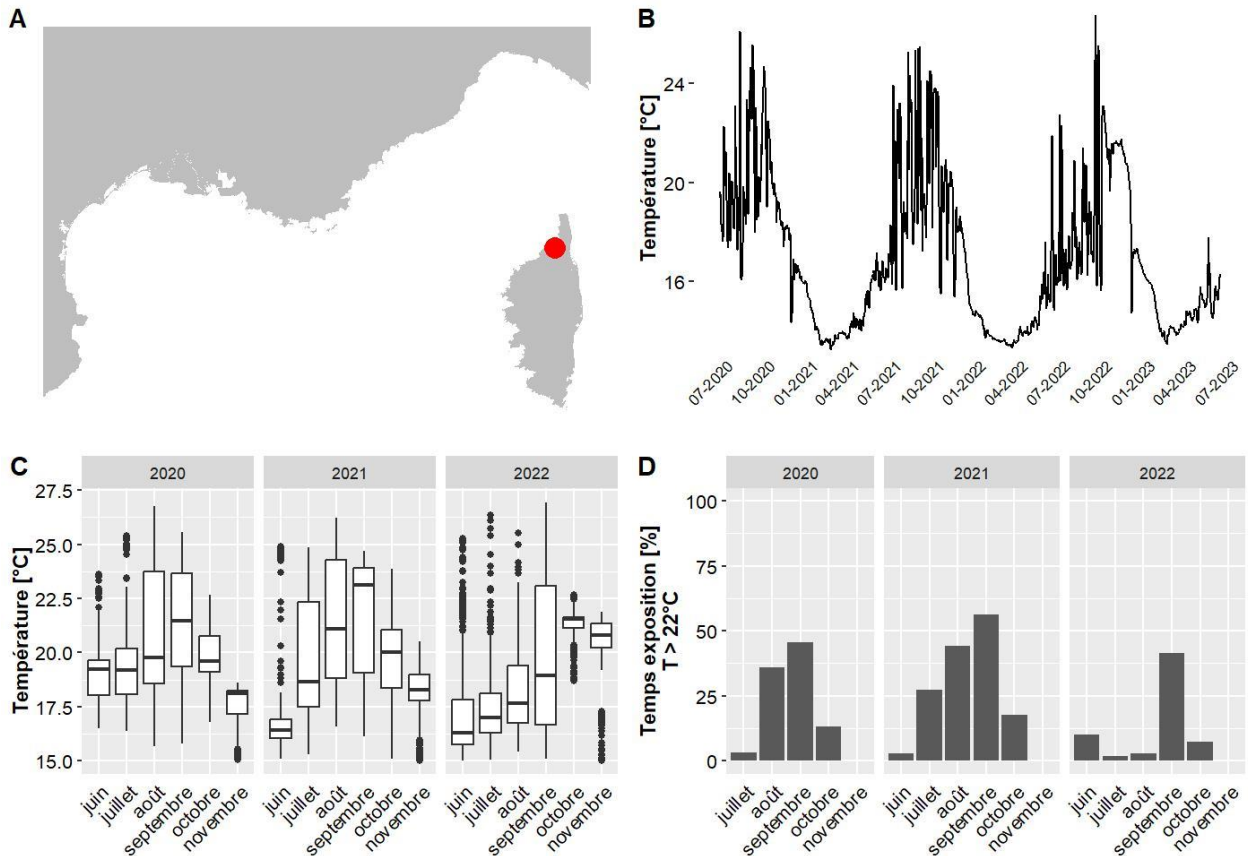 A
B
Température [°C]
24
20
16
07-2020
10-2020
01-2021
04-2021
07-2021
10-2021
01-2022
04-2022
07-2022
10-2022
01-2023
04-2023
07-2023
C
2020
2021
2022
Température [°C]
27.5
25.0
22.5
20.0
17.5
15.0
juin
juillet
août
septembre
octobre
novembre
juin
juillet
août
septembre
octobre
novembre
juin
juillet
août
septembre
octobre
novembre
D
2020
2021
2022
Temps exposition [%]
T > 22°C
100
75
50
25
0
juillet
août
septembre
octobre
novembre
juin
juillet
août
septembre
octobre
novembre
juin
juillet
août
septembre
octobre
novembre